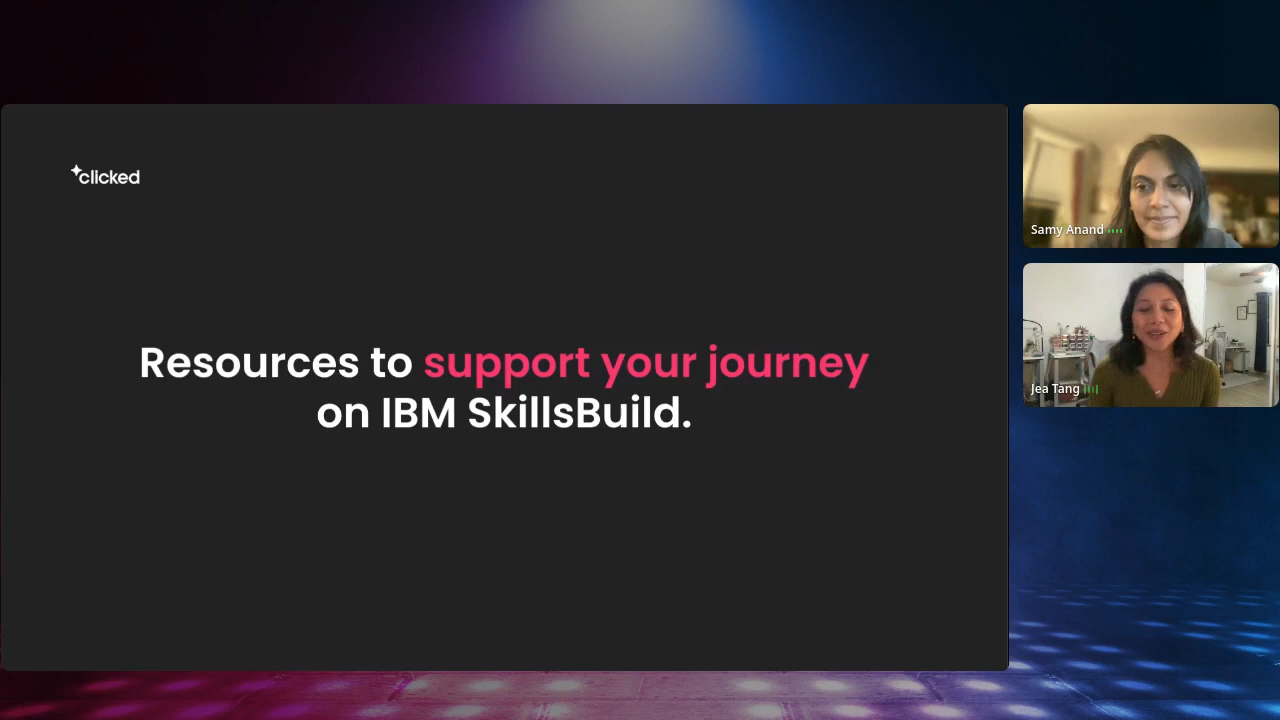 clicked
Resources to support your journey
on IBM SkillsBuild.
Samy Anand
Jea Tang